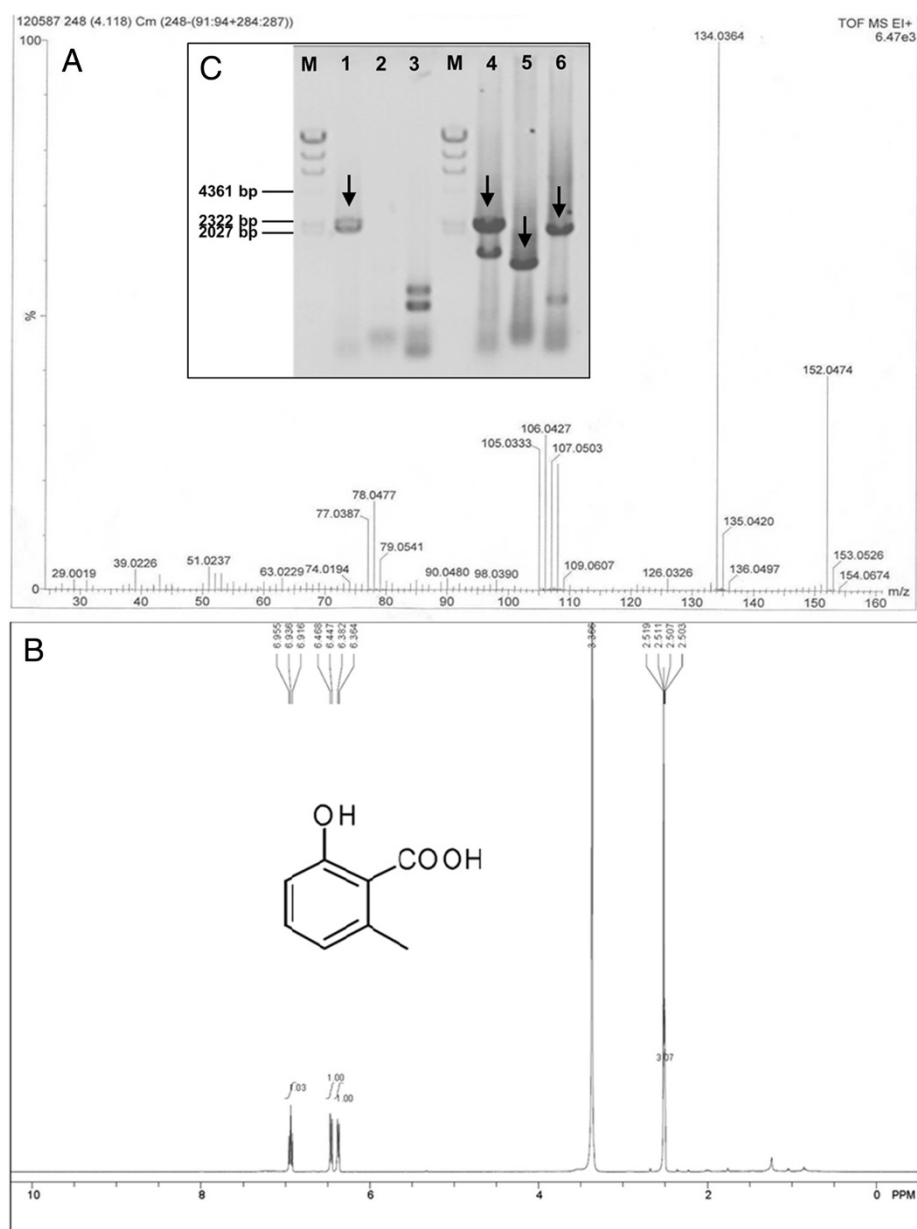 120587 248 (4.118) Cm (248-(91:94+284:287))
TOF MS EI+
6.47e3
100
134.0364
A
C
M 1 2 3 M 4 5 6
4361 bp
2322 bp
2027 bp
%
152.0474
106.0427
105.0333
107.0503
78.0477
77.0387
79.0541
135.0420
29.0019
39.0226
51.0237
63.0229
74.0194
90.0480
98.0390
109.0607
126.0326
136.0497
153.0526
154.0674
0
m/z
30 40 50 60 70 80 90 100 110 120 130 140 150 160
B
6.955
6.936
6.916
6.468
6.447
6.382
6.364
3.366
2.519
2.511
2.507
2.503
OH
COOH
3.07
1.03
1.00
1.00
10 8 6 4 2 0 PPM